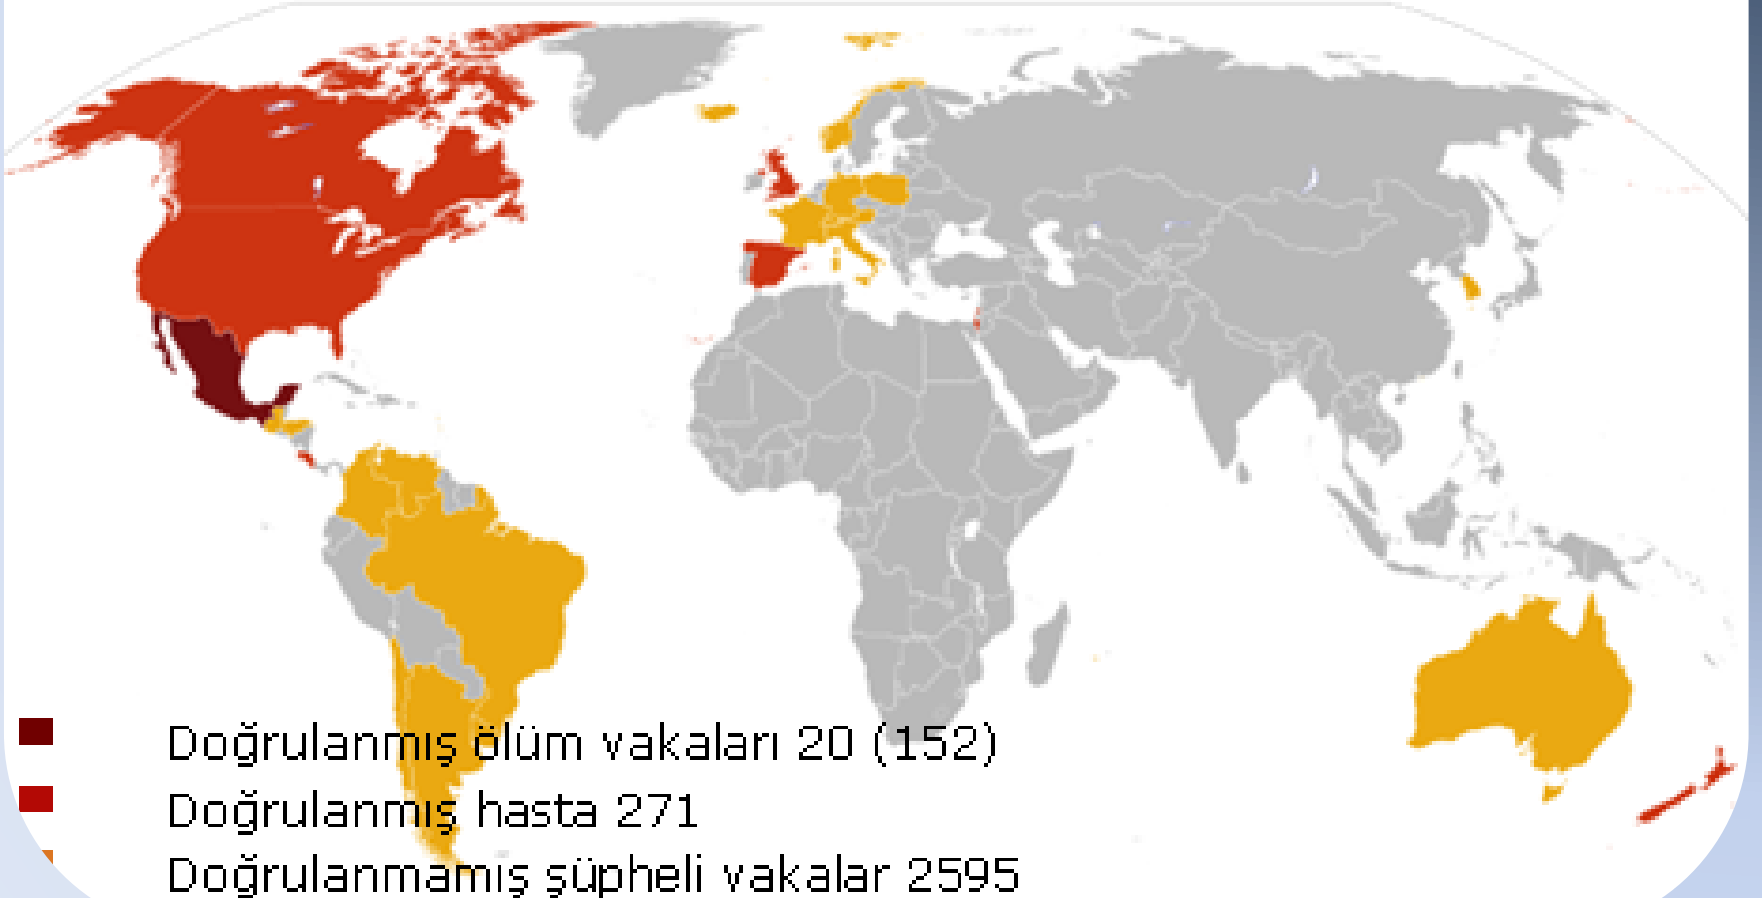 Doğrulanmış ölüm vakaları 20 (152)
Doğrulanmış hasta 271
Doğrulanmamış şüpheli vakalar 2595